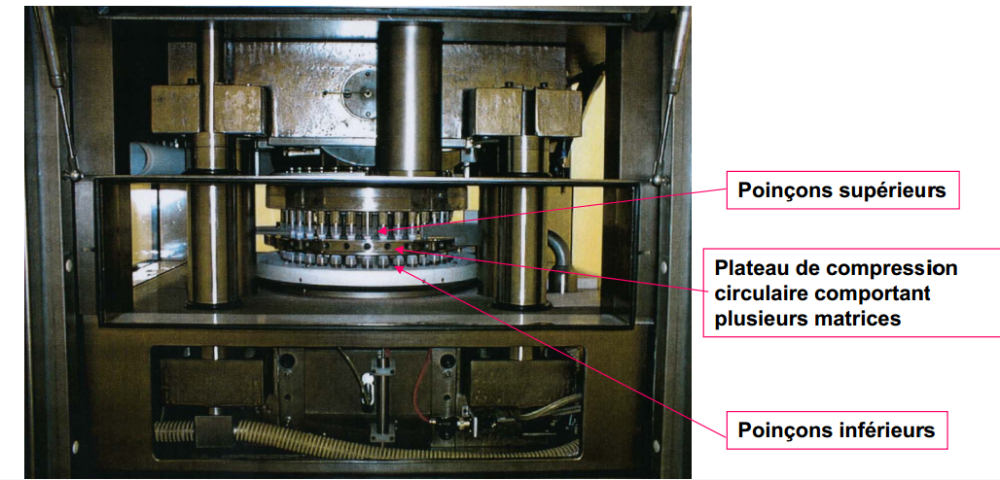 Poinçons supérieurs
Plateau de compression
circulaire comportant
plusieurs matrices
Poinçons inférieurs